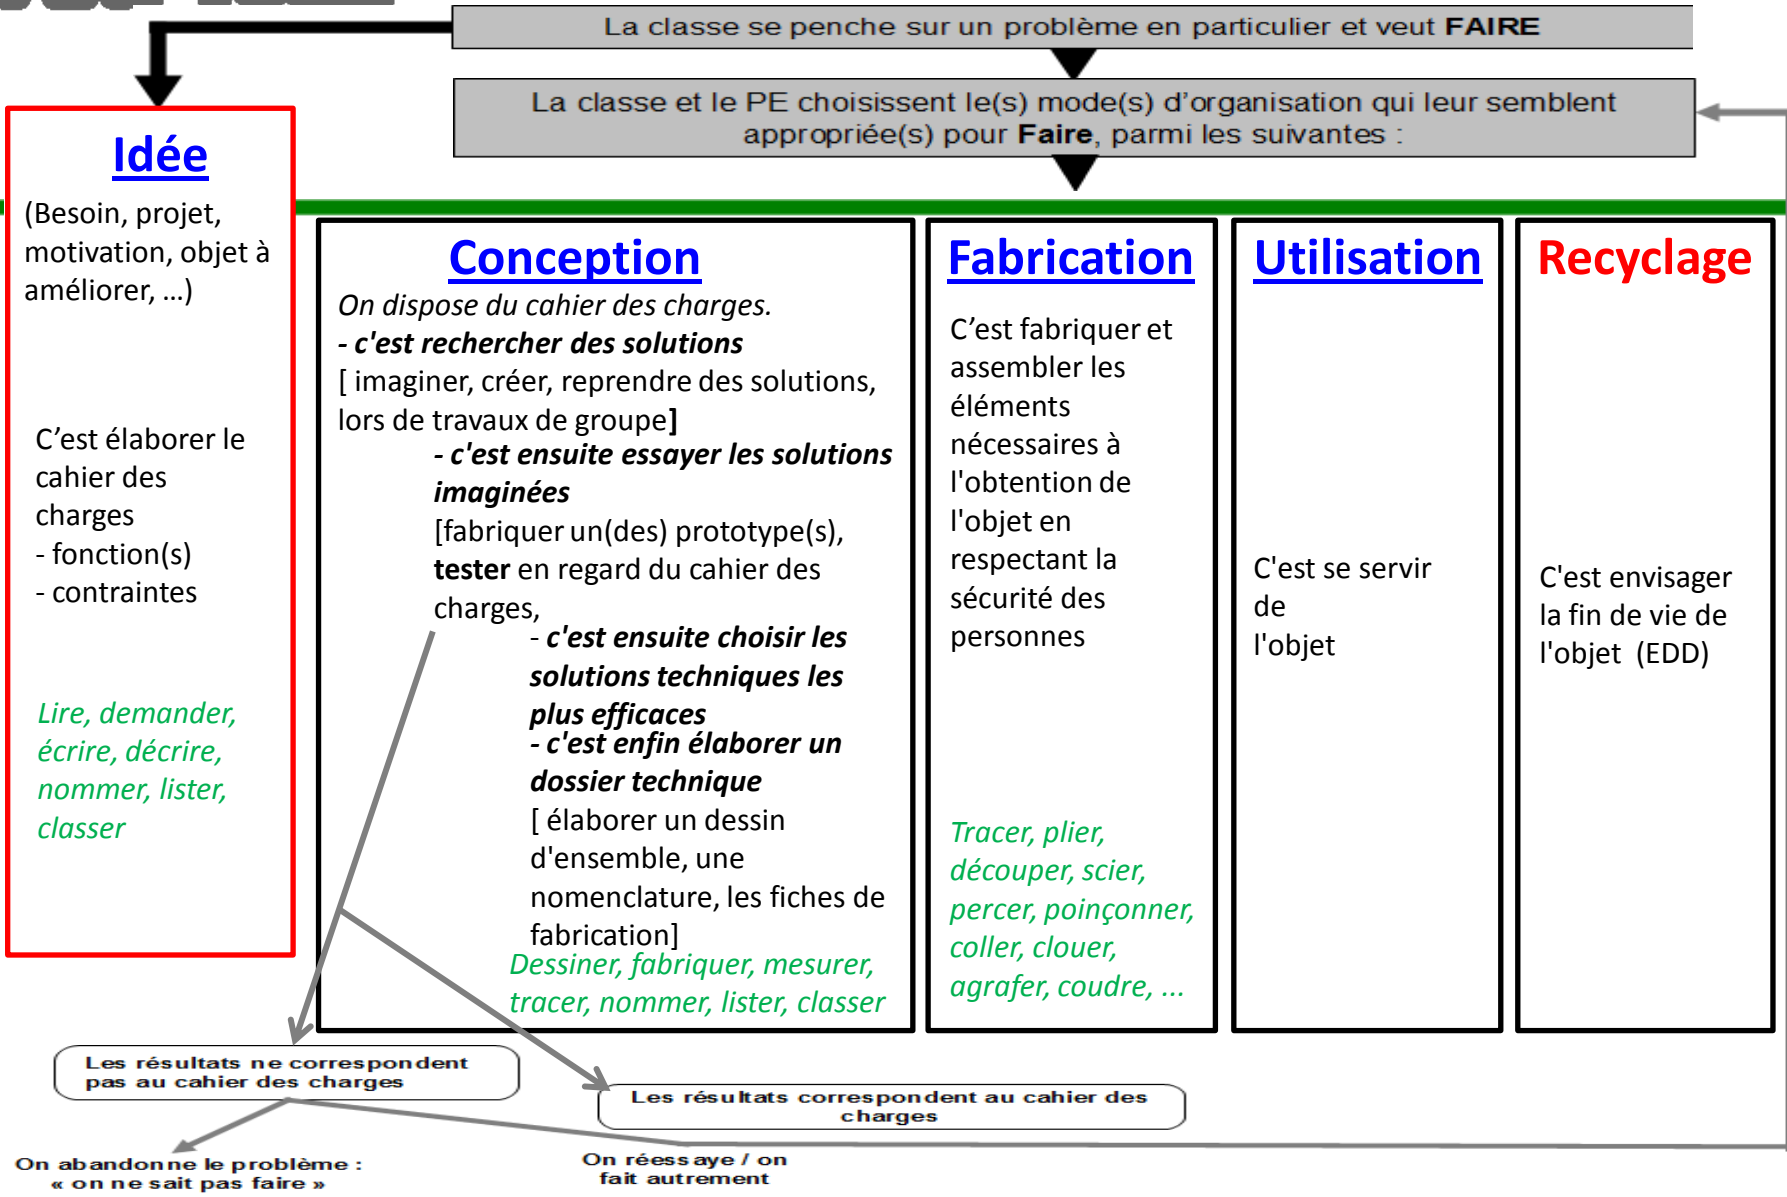 La classe se penche sur un problème en particulier et veut FAIRE
La classe et le PE choisissent le(s) mode(s) d'organisation qui leur semblent
appropriée(s) pour Faire, parmi les suivantes :
Idée
(Besoin, projet,
motivation, objet à
améliorer, ...)
C’est élaborer le
cahier des
charges
- fonction(s)
- contraintes
Lire, demander,
écrire, décrire,
nommer, lister,
classer
Conception
On dispose du cahier des charges.
- c'est rechercher des solutions
[ imaginer, créer, reprendre des solutions,
lors de travaux de groupe]
- c'est ensuite essayer les solutions
imaginées
[fabriquer un(des) prototype(s),
tester en regard du cahier des
charges,
- c'est ensuite choisir les
solutions techniques les
plus efficaces
- c'est enfin élaborer un
dossier technique
[ élaborer un dessin
d'ensemble, une
nomenclature, les fiches de
fabrication]
Dessiner, fabriquer, mesurer,
tracer, nommer, lister, classer
Fabrication
C’est fabriquer et
assembler les
éléments
nécessaires à
l'obtention de
l'objet en
respectant la
sécurité des
personnes
Tracer, plier,
découper, scier,
percer, poinçonner,
coller, clouer,
agrafer, coudre, ...
Utilisation
C'est se servir
de
l'objet
Recyclage
C'est envisager
la fin de vie de
l'objet (EDD)
Les résultats ne correspondent
pas au cahier des charges
Les résultats correspondent au cahier des
charges
On abandonne le problème :
« on ne sait pas faire »
On réessaye / on
fait autrement